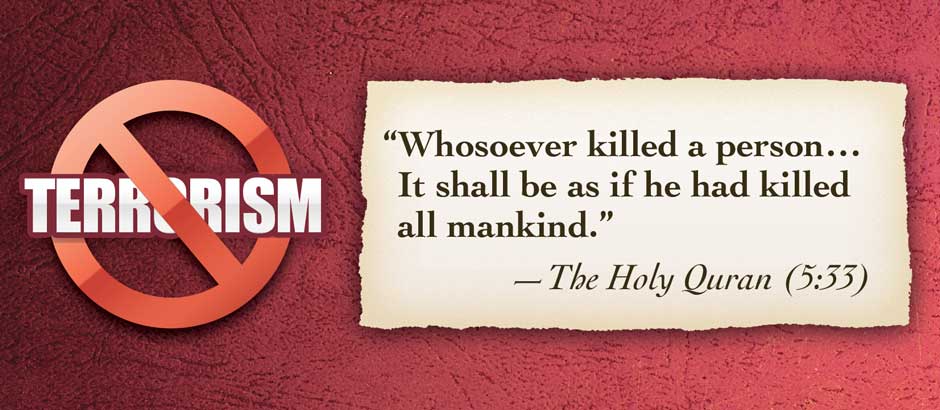 TERRORISM
“Whosoever killed a person...
It shall be as if he had killed
all mankind.”
— The Holy Quran (5:33)